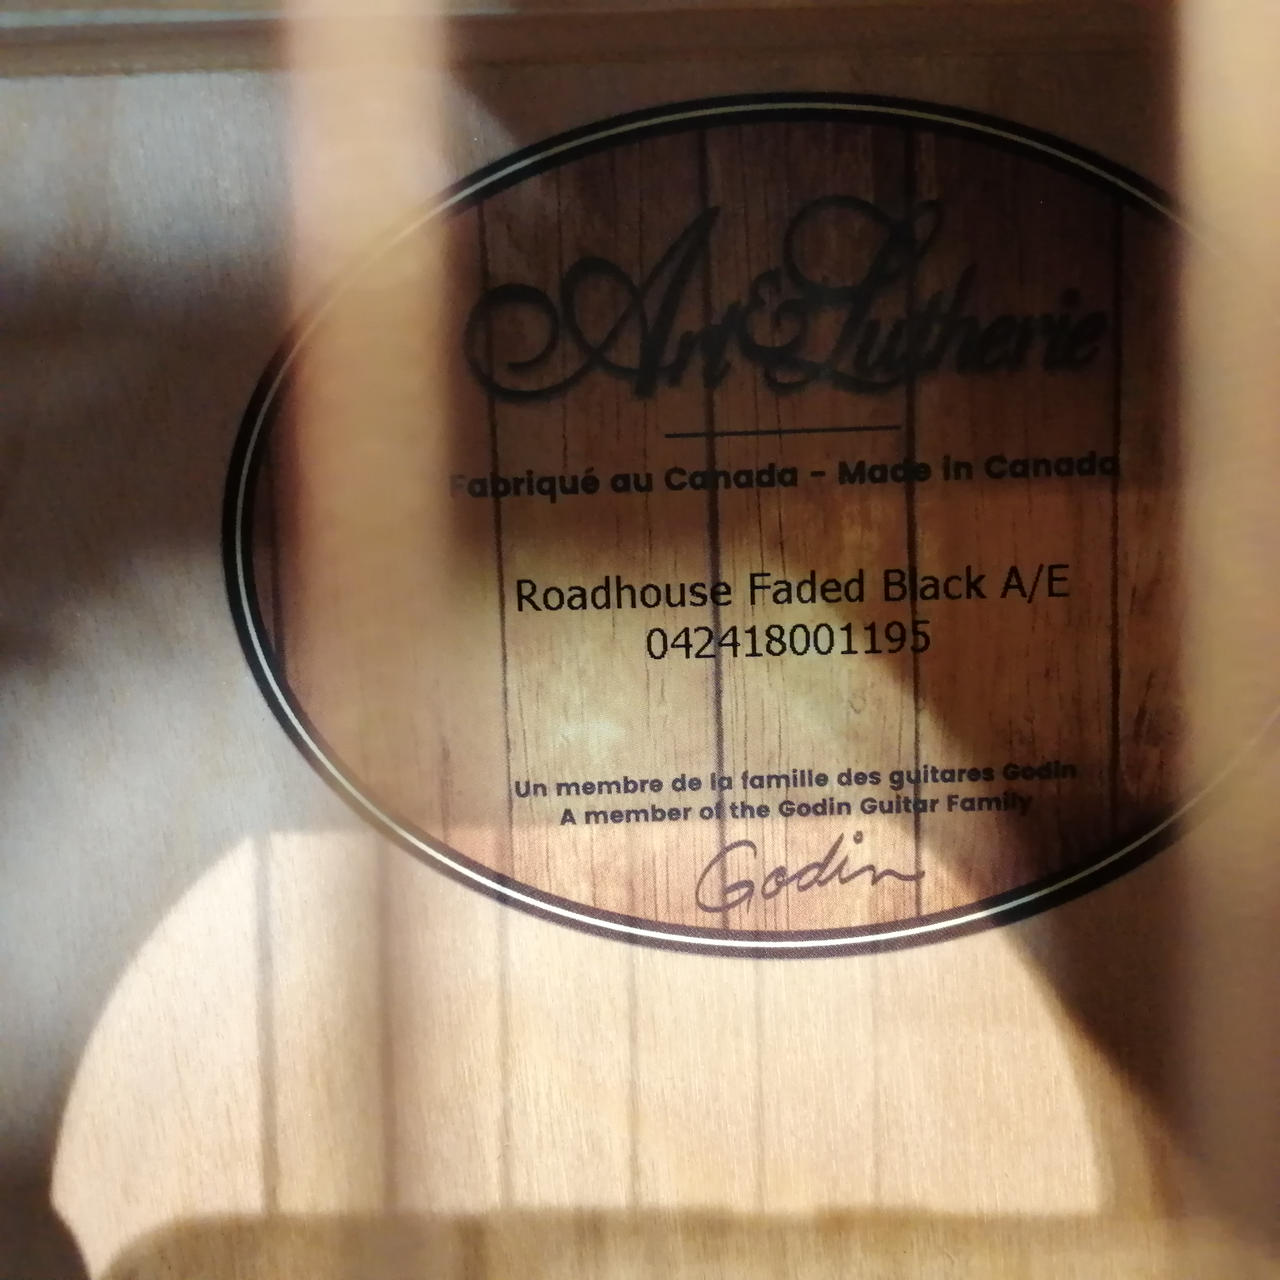 Art & Lutherie
Fabriqué au Canada - Made in Canada
Roadhouse Faded Black A/E
042418001195
Un membre de la famille des guitares Godin
A member of the Godin Guitar Family
Godin